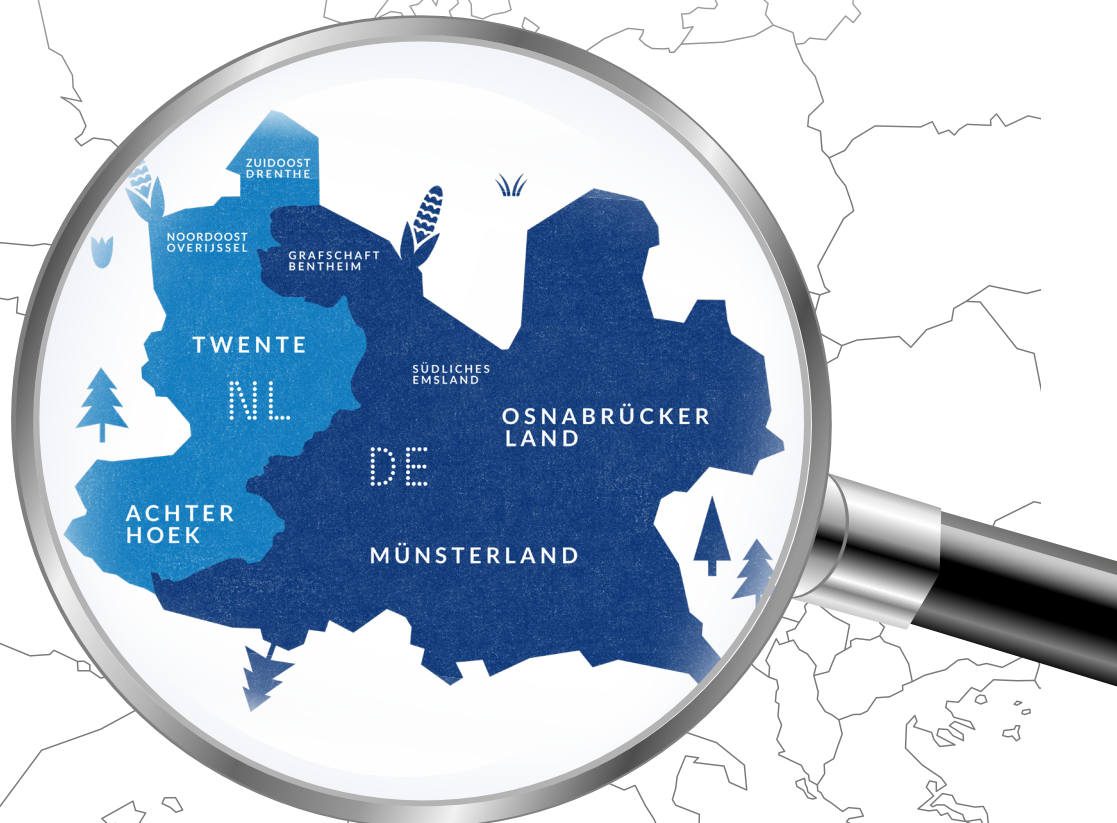 ZUIDOOST
DRENTHE
NOORDOOST
OVERIJSSEL
GRAFSCHAFT
BENTHEIM
TWENTE
NL
SÜDLICHES
EMSLAND
OSNABRÜCKER
LAND
DE
ACHTER
HOEK
MÜNSTERLAND